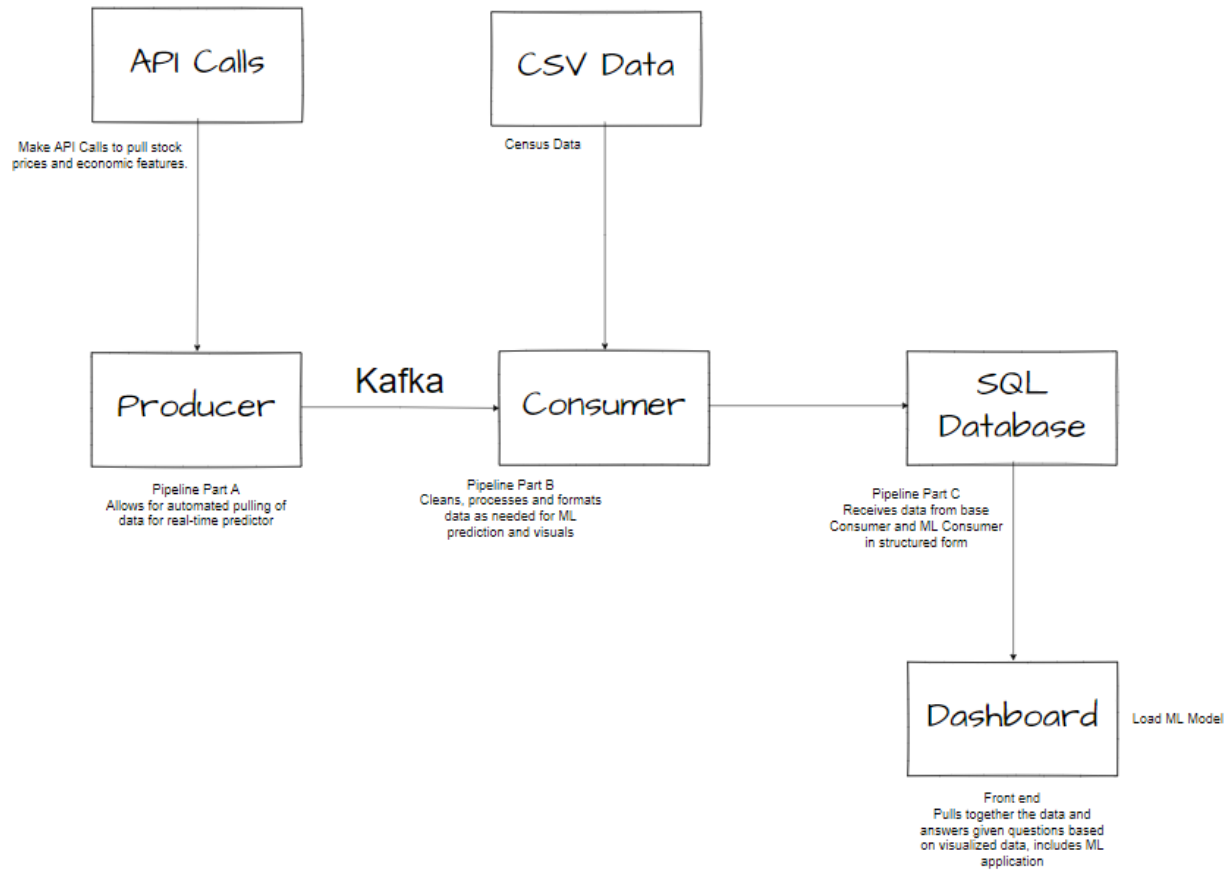 API Calls
CSV Data
Make API Calls to pull stock
prices and economic features.
Census Data
Producer
Kafka
Consumer
SQL
Database
Pipeline Part A
Allows for automated pulling of
data for real-time predictor
Pipeline Part B
Cleans, processes and formats
data as needed for ML
prediction and visuals
Pipeline Part C
Receives data from base
Consumer and ML Consumer
in structured form
Dashboard
Load ML Model
Front end
Pulls together the data and
answers given questions based
on visualized data, includes ML
application